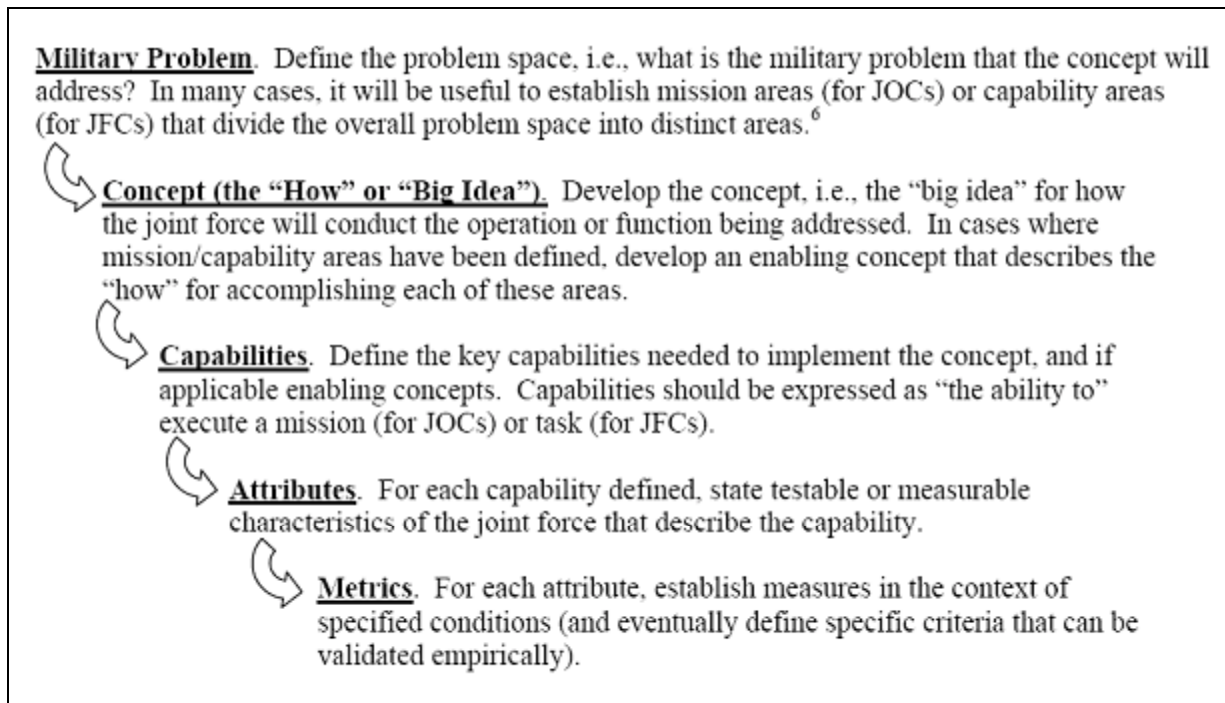 Military Problem. Define the problem space, i.e., what is the military problem that the concept will
address? In many cases, it will be useful to establish mission areas (for JOCs) or capability areas
(for JFCs) that divide the overall problem space into distinct areas.6
Concept (the “How” or “Big Idea”). Develop the concept, i.e., the “big idea” for how
the joint force will conduct the operation or function being addressed. In cases where
mission/capability areas have been defined, develop an enabling concept that describes the
“how” for accomplishing each of these areas.
Capabilities. Define the key capabilities needed to implement the concept, and if
applicable enabling concepts. Capabilities should be expressed as “the ability to”
execute a mission (for JOCs) or task (for JFCs).
Attributes. For each capability defined, state testable or measurable
characteristics of the joint force that describe the capability.
Metrics. For each attribute, establish measures in the context of
specified conditions (and eventually define specific criteria that can be
validated empirically).